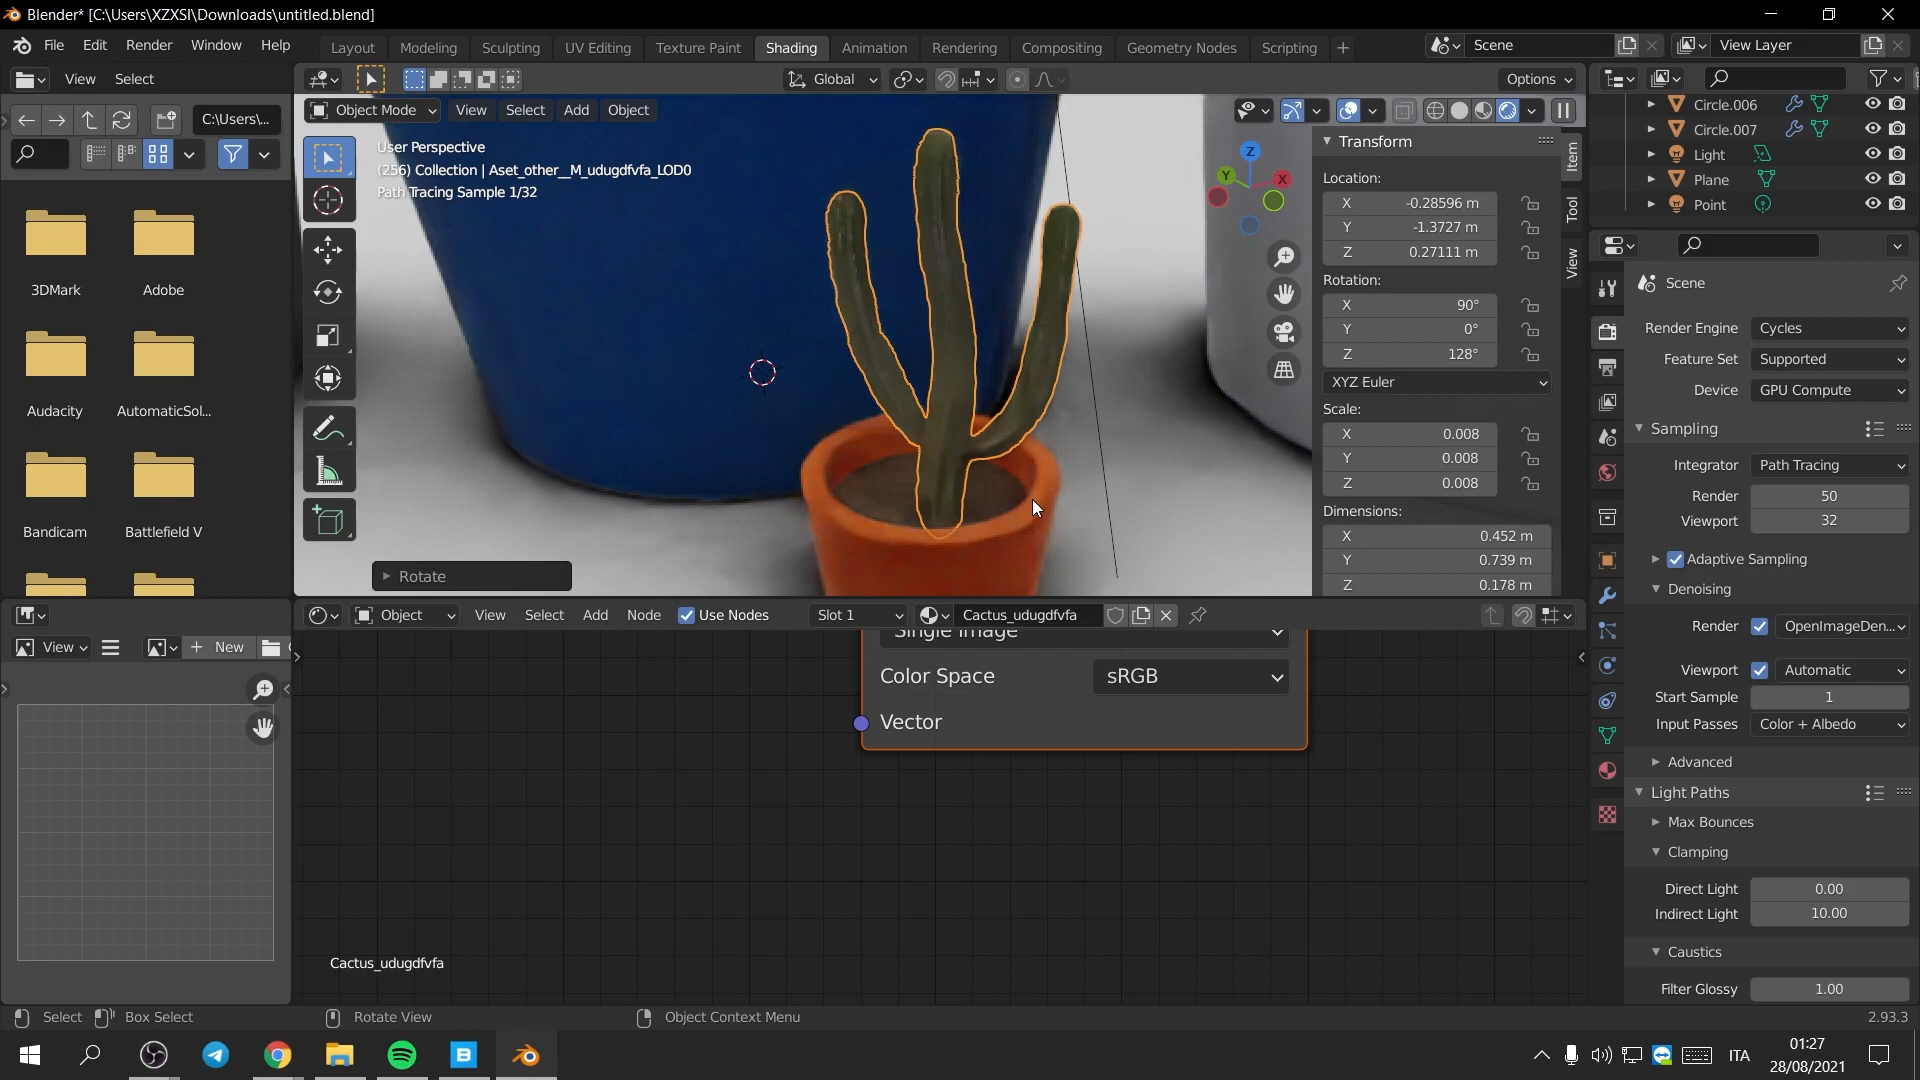 Blender* [C:\Users\XZXSI\Downloads\untitled.blend]
File Edit Render Window Help
Layout Modeling Sculpting UV Editing Texture Paint Shading Animation Rendering Compositing Geometry Nodes Scripting
Scene
View Layer
View Select
Global
Options
C:\Users\...
Object Mode View Select Add Object
User Perspective
(256) Collection | Aset_other__M_udugdfvfa_LOD0
Path Tracing Sample 1/32
3DMark
Adobe
Audacity
AutomaticSol...
Bandicam
Battlefield V
Z
Y
X
Rotate
Transform
Location:
X -0.28596 m
Y -1.3727 m
Z 0.27111 m
Rotation:
X 90°
Y 0°
Z 128°
XYZ Euler
Scale:
X 0.008
Y 0.008
Z 0.008
Dimensions:
X 0.452 m
Y 0.739 m
Z 0.178 m
Item
Tool
View
Circle.006
Circle.007
Light
Plane
Point
Scene
Render Engine Cycles
Feature Set Supported
Device GPU Compute
Sampling
Integrator Path Tracing
Render 50
Viewport 32
Adaptive Sampling
Denoising
Render OpenImageDen...
Viewport Automatic
Start Sample 1
Input Passes Color + Albedo
Advanced
Light Paths
Max Bounces
Clamping
Direct Light 0.00
Indirect Light 10.00
Caustics
Filter Glossy 1.00
View
New
Object View Select Add Node Use Nodes Slot 1 Cactus_udugdfvfa
Single Image
Color Space sRGB
Vector
Cactus_udugdfvfa
Select Box Select Rotate View Object Context Menu 2.93.3
ITA
01:27
28/08/2021